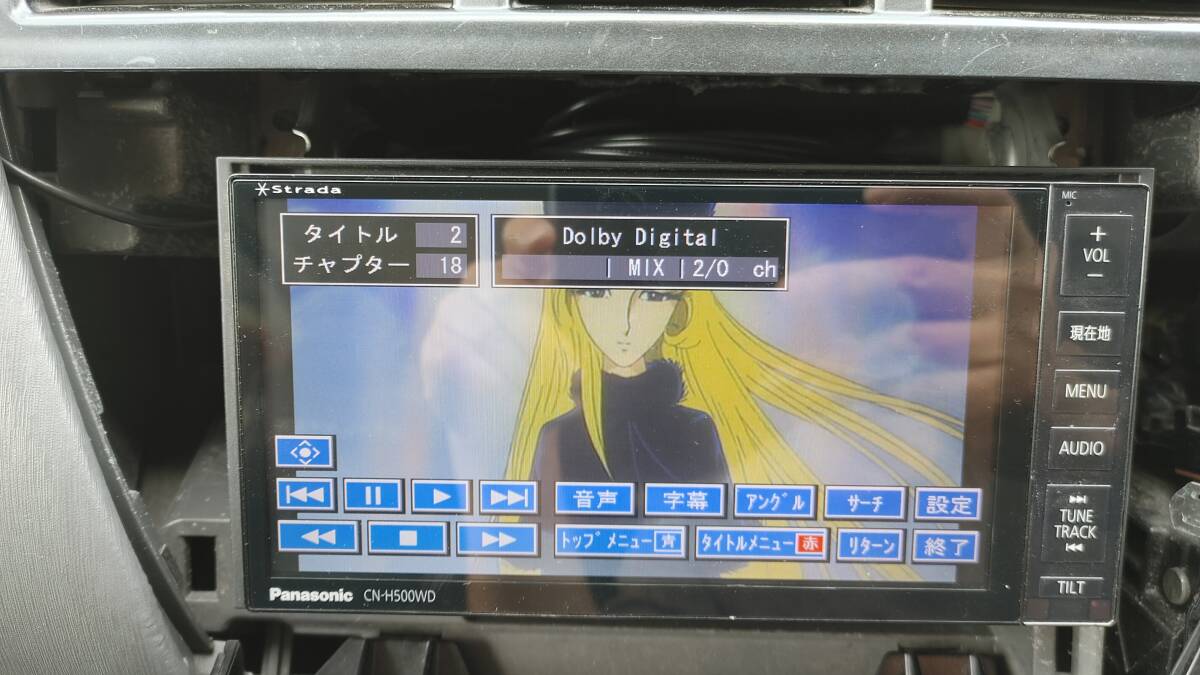 Strada
タイトル 2
チャプター 18
Dolby Digital
MIX 2/0 ch
音声 字幕 アングル サーチ 設定
トップメニュー 青 タイトルメニュー 赤 リターン 終了
Panasonic CN-H500WD
MIC
+
VOL
−
現在地
MENU
AUDIO
TUNE
TRACK
TILT